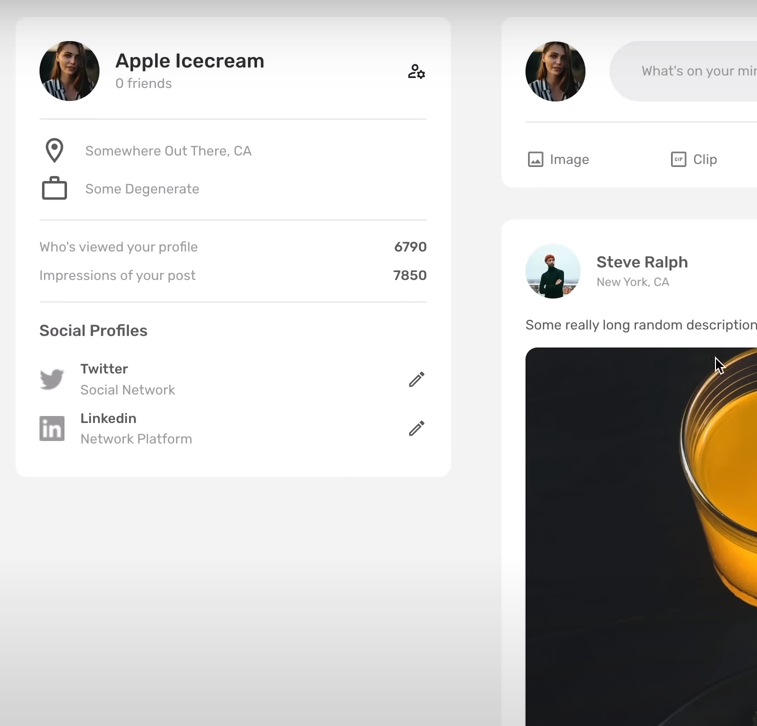 Apple Icecream
0 friends
Somewhere Out There, CA
Some Degenerate
Who's viewed your profile 6790
Impressions of your post 7850
Social Profiles
Twitter
Social Network
Linkedin
Network Platform
What's on your
Image
GIF Clip
Steve Ralph
New York, CA
Some really long random description